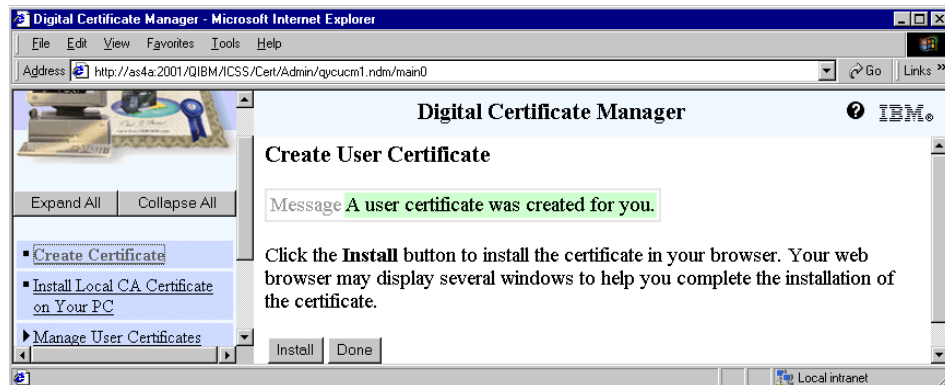 Digital Certificate Manager - Microsoft Internet Explorer
File Edit View Favorites Tools Help
Address http://as4a:2001/QIBM/ICSS/Cert/Admin/qycucm1.ndm/main0 Go Links »
Digital Certificate Manager ? IBM®
Create User Certificate
Expand All Collapse All
Message A user certificate was created for you.
Create Certificate
Install Local CA Certificate
on Your PC
Manage User Certificates
Click the Install button to install the certificate in your browser. Your web
browser may display several windows to help you complete the installation of
the certificate.
Install Done
Local intranet